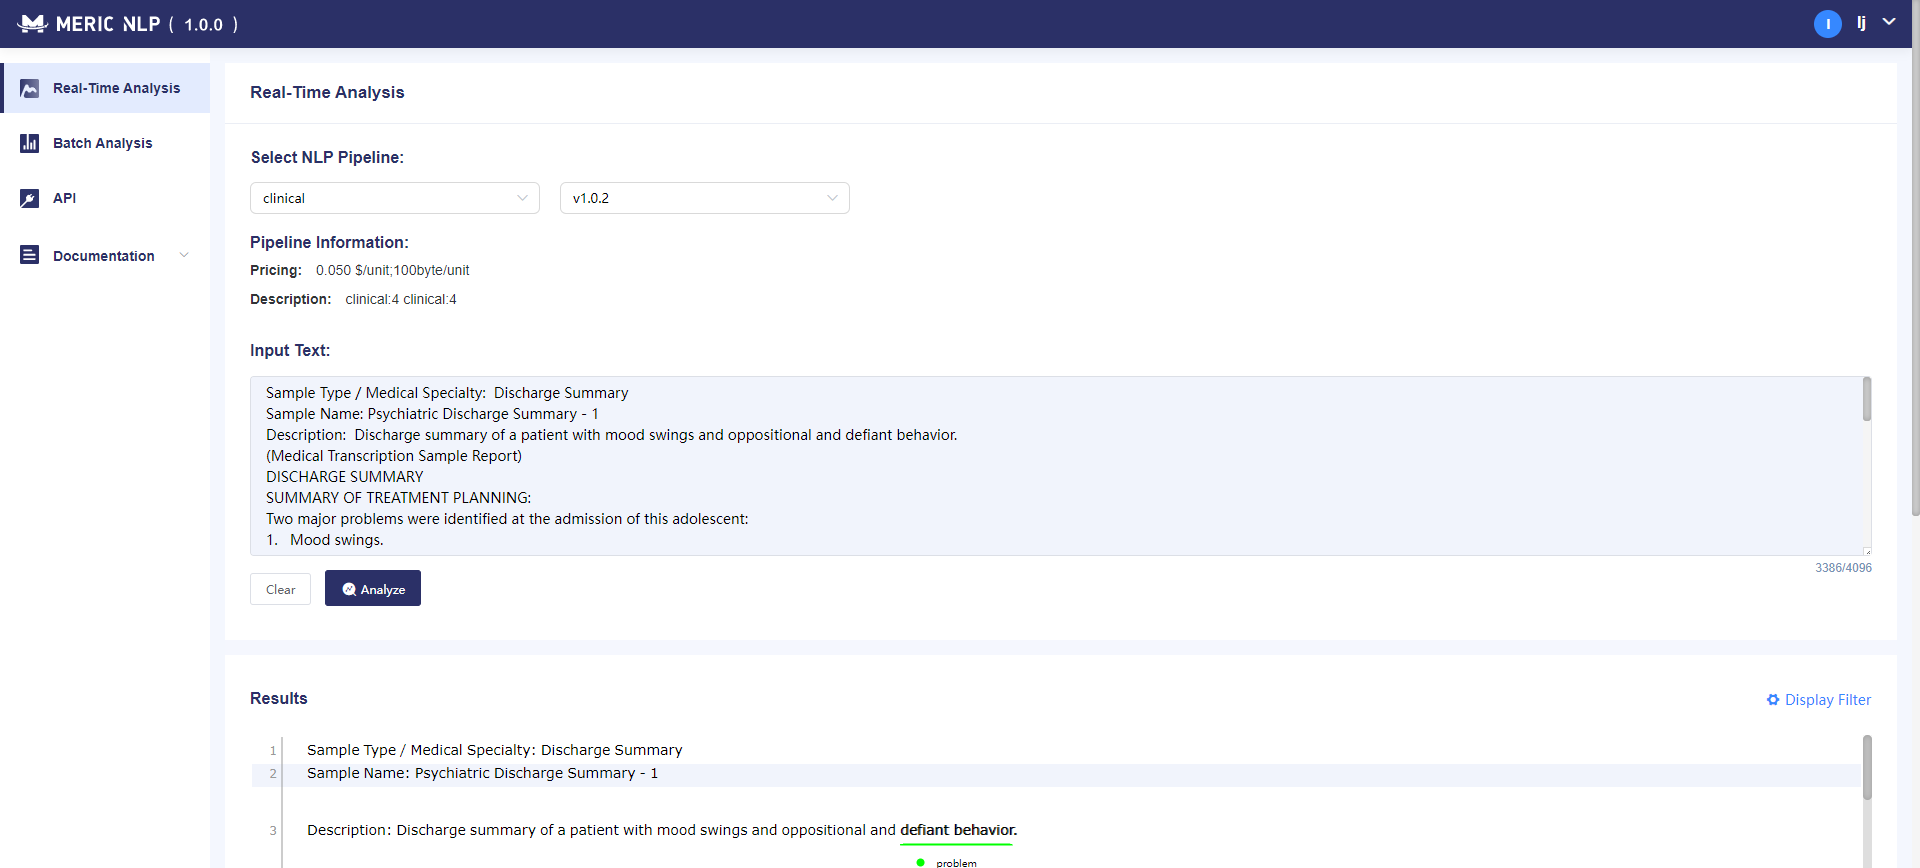 MERIC NLP ( 1.0.0 )
I lj
Real-Time Analysis
Batch Analysis
API
Documentation
Real-Time Analysis
Select NLP Pipeline:
clinical v1.0.2
Pipeline Information:
Pricing: 0.050 $/unit;100byte/unit
Description: clinical:4 clinical:4
Input Text:
Sample Type / Medical Specialty: Discharge Summary
Sample Name: Psychiatric Discharge Summary - 1
Description: Discharge summary of a patient with mood swings and oppositional and defiant behavior.
(Medical Transcription Sample Report)
DISCHARGE SUMMARY
SUMMARY OF TREATMENT PLANNING:
Two major problems were identified at the admission of this adolescent:
1. Mood swings.
3386/4096
Clear Analyze
Results
Display Filter
1 Sample Type / Medical Specialty: Discharge Summary
2 Sample Name: Psychiatric Discharge Summary - 1
3 Description: Discharge summary of a patient with mood swings and oppositional and defiant behavior.
problem